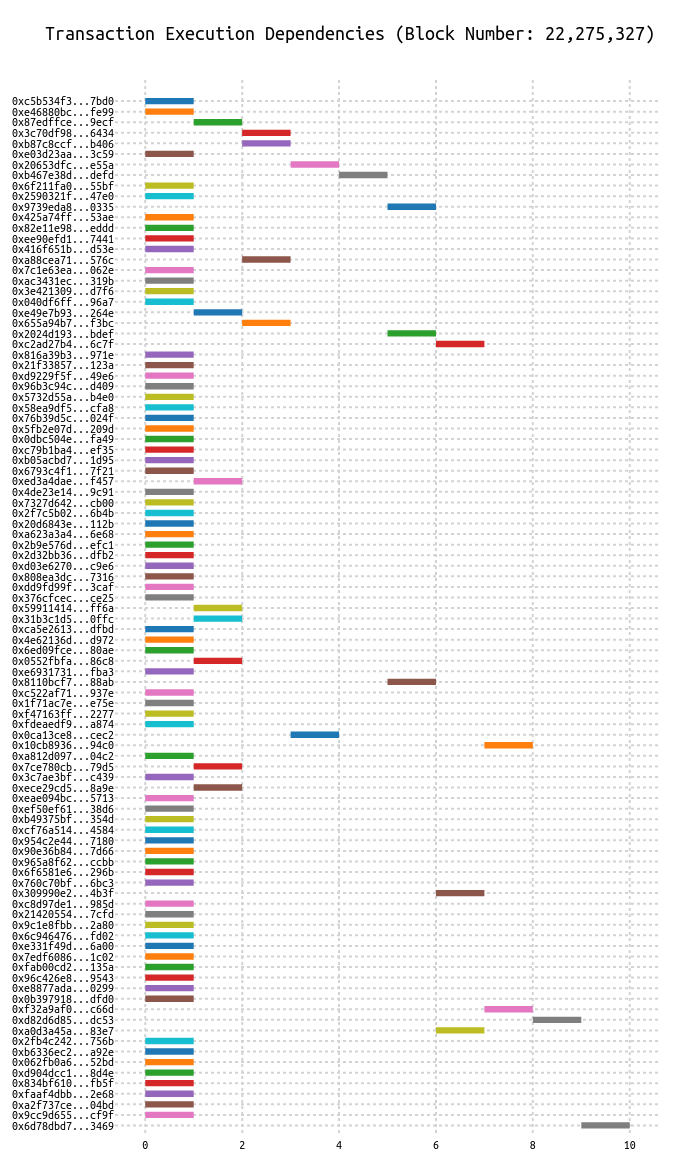 Transaction Execution Dependencies (Block Number: 22,275,327)
0xc5b534f3...7bd0
0xe46880bc...fe99
0x87edffce...9ecf
0x3c70df98...6434
0xb87c8ccf...b406
0xe03d23aa...3c59
0x20653dfc...e55a
0xb467e38d...defd
0x6f211fa0...55bf
0x2590321f...47e0
0x9739eda8...0335
0x425a74ff...53ae
0x82e11e98...eddd
0xee90efd1...7441
0x416f651b...d53e
0xa88cea71...576c
0x7c1e63ea...062e
0xac3431ec...319b
0x3e421309...d7f6
0x040df6ff...96a7
0xe49e7b93...264e
0x655a94b7...f3bc
0x2024d193...bdef
0xc2ad27b4...6c7f
0x816a39b3...971e
0x21f33857...123a
0xd9229f5f...49e6
0x96b3c94c...d409
0x5732d55a...b4e0
0x58ea9df5...cfa8
0x76b39d5c...024f
0x5fb2e07d...209d
0x0dbc504e...fa49
0xc79b1ba4...ef35
0xb05acbd7...1d95
0x6793c4f1...7f21
0xed3a4dae...f457
0x4de23e14...9c91
0x7327d642...cb00
0x2f7c5b02...6b4b
0x20d6843e...112b
0xa623a3a4...6e68
0x2b9e576d...efc1
0x2d32bb36...dfb2
0xd03e6270...c9e6
0x808ea3dc...7316
0xdd9fd99f...3caf
0x376cfcec...ce25
0x59911414...ff6a
0x31b3c1d5...0ffc
0xca5e2613...dfbd
0x4e62136d...d972
0x6ed09fce...80ae
0x0552fbfa...86c8
0xe6931731...fba3
0x8110bcf7...88ab
0xc522af71...937e
0x1f71ac7e...e75e
0xf47163ff...2277
0xfdeaedf9...a874
0x0ca13ce8...cec2
0x10cb8936...94c0
0xa812d097...04c2
0x7ce780cb...79d5
0x3c7ae3bf...c439
0xece29cd5...8a9e
0xeae094bc...5713
0xef50ef61...38d6
0xb49375bf...354d
0xcf76a514...4584
0x954c2e44...7180
0x90e36b84...7d66
0x965a8f62...ccbb
0x6f6581e6...296b
0x760c70bf...6bc3
0x309990e2...4b3f
0xc8d97de1...985d
0x21420554...7cfd
0x9c1e8fbb...2a80
0x6c946476...fd02
0xe331f49d...6a00
0x7edf6086...1c02
0xfab00cd2...135a
0x96c426e8...9543
0xe8877ada...0299
0x0b397918...dfd0
0xf32a9af0...c66d
0xd82d6d85...dc53
0xa0d3a45a...83e7
0x2fb4c242...756b
0xb6336ec2...a92e
0x062fb0a6...52bd
0xd904dcc1...8d4e
0x834bf610...fb5f
0xfaaf4dbb...2e68
0xa2f737ce...04bd
0x9cc9d655...cf9f
0x6d78dbd7...3469
0 2 4 6 8 10